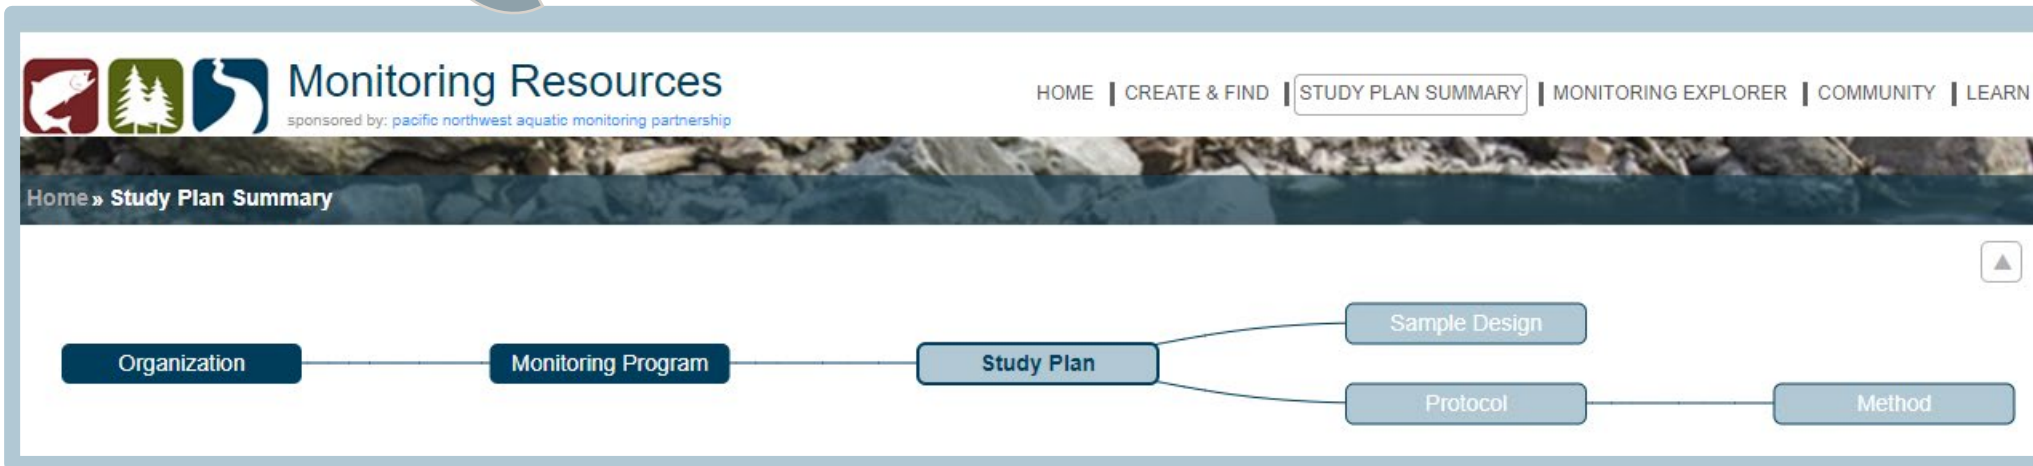 Monitoring Resources
sponsored by: pacific northwest aquatic monitoring partnership
HOME | CREATE & FIND | STUDY PLAN SUMMARY | MONITORING EXPLORER | COMMUNITY | LEARN
Home » Study Plan Summary
Organization
Monitoring Program
Study Plan
Sample Design
Protocol
Method